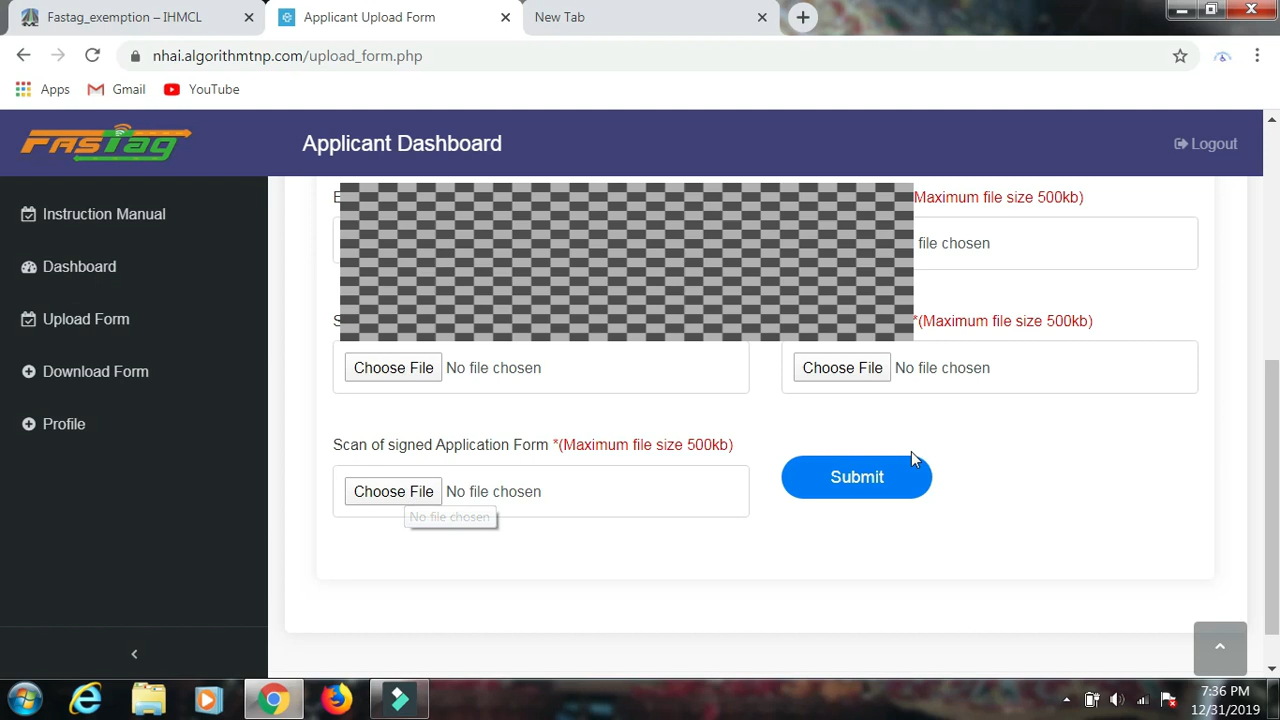 Fastag_exemption – IHMCL
Applicant Upload Form
New Tab
nhai.algorithmtnp.com/upload_form.php
Apps
Gmail
YouTube
FASTag
Applicant Dashboard
Logout
Instruction Manual
Dashboard
Upload Form
Download Form
Profile
Maximum file size 500kb)
file chosen
*(Maximum file size 500kb)
Choose File No file chosen
Choose File No file chosen
Scan of signed Application Form *(Maximum file size 500kb)
Choose File No file chosen
No file chosen
Submit
7:36 PM
12/31/2019